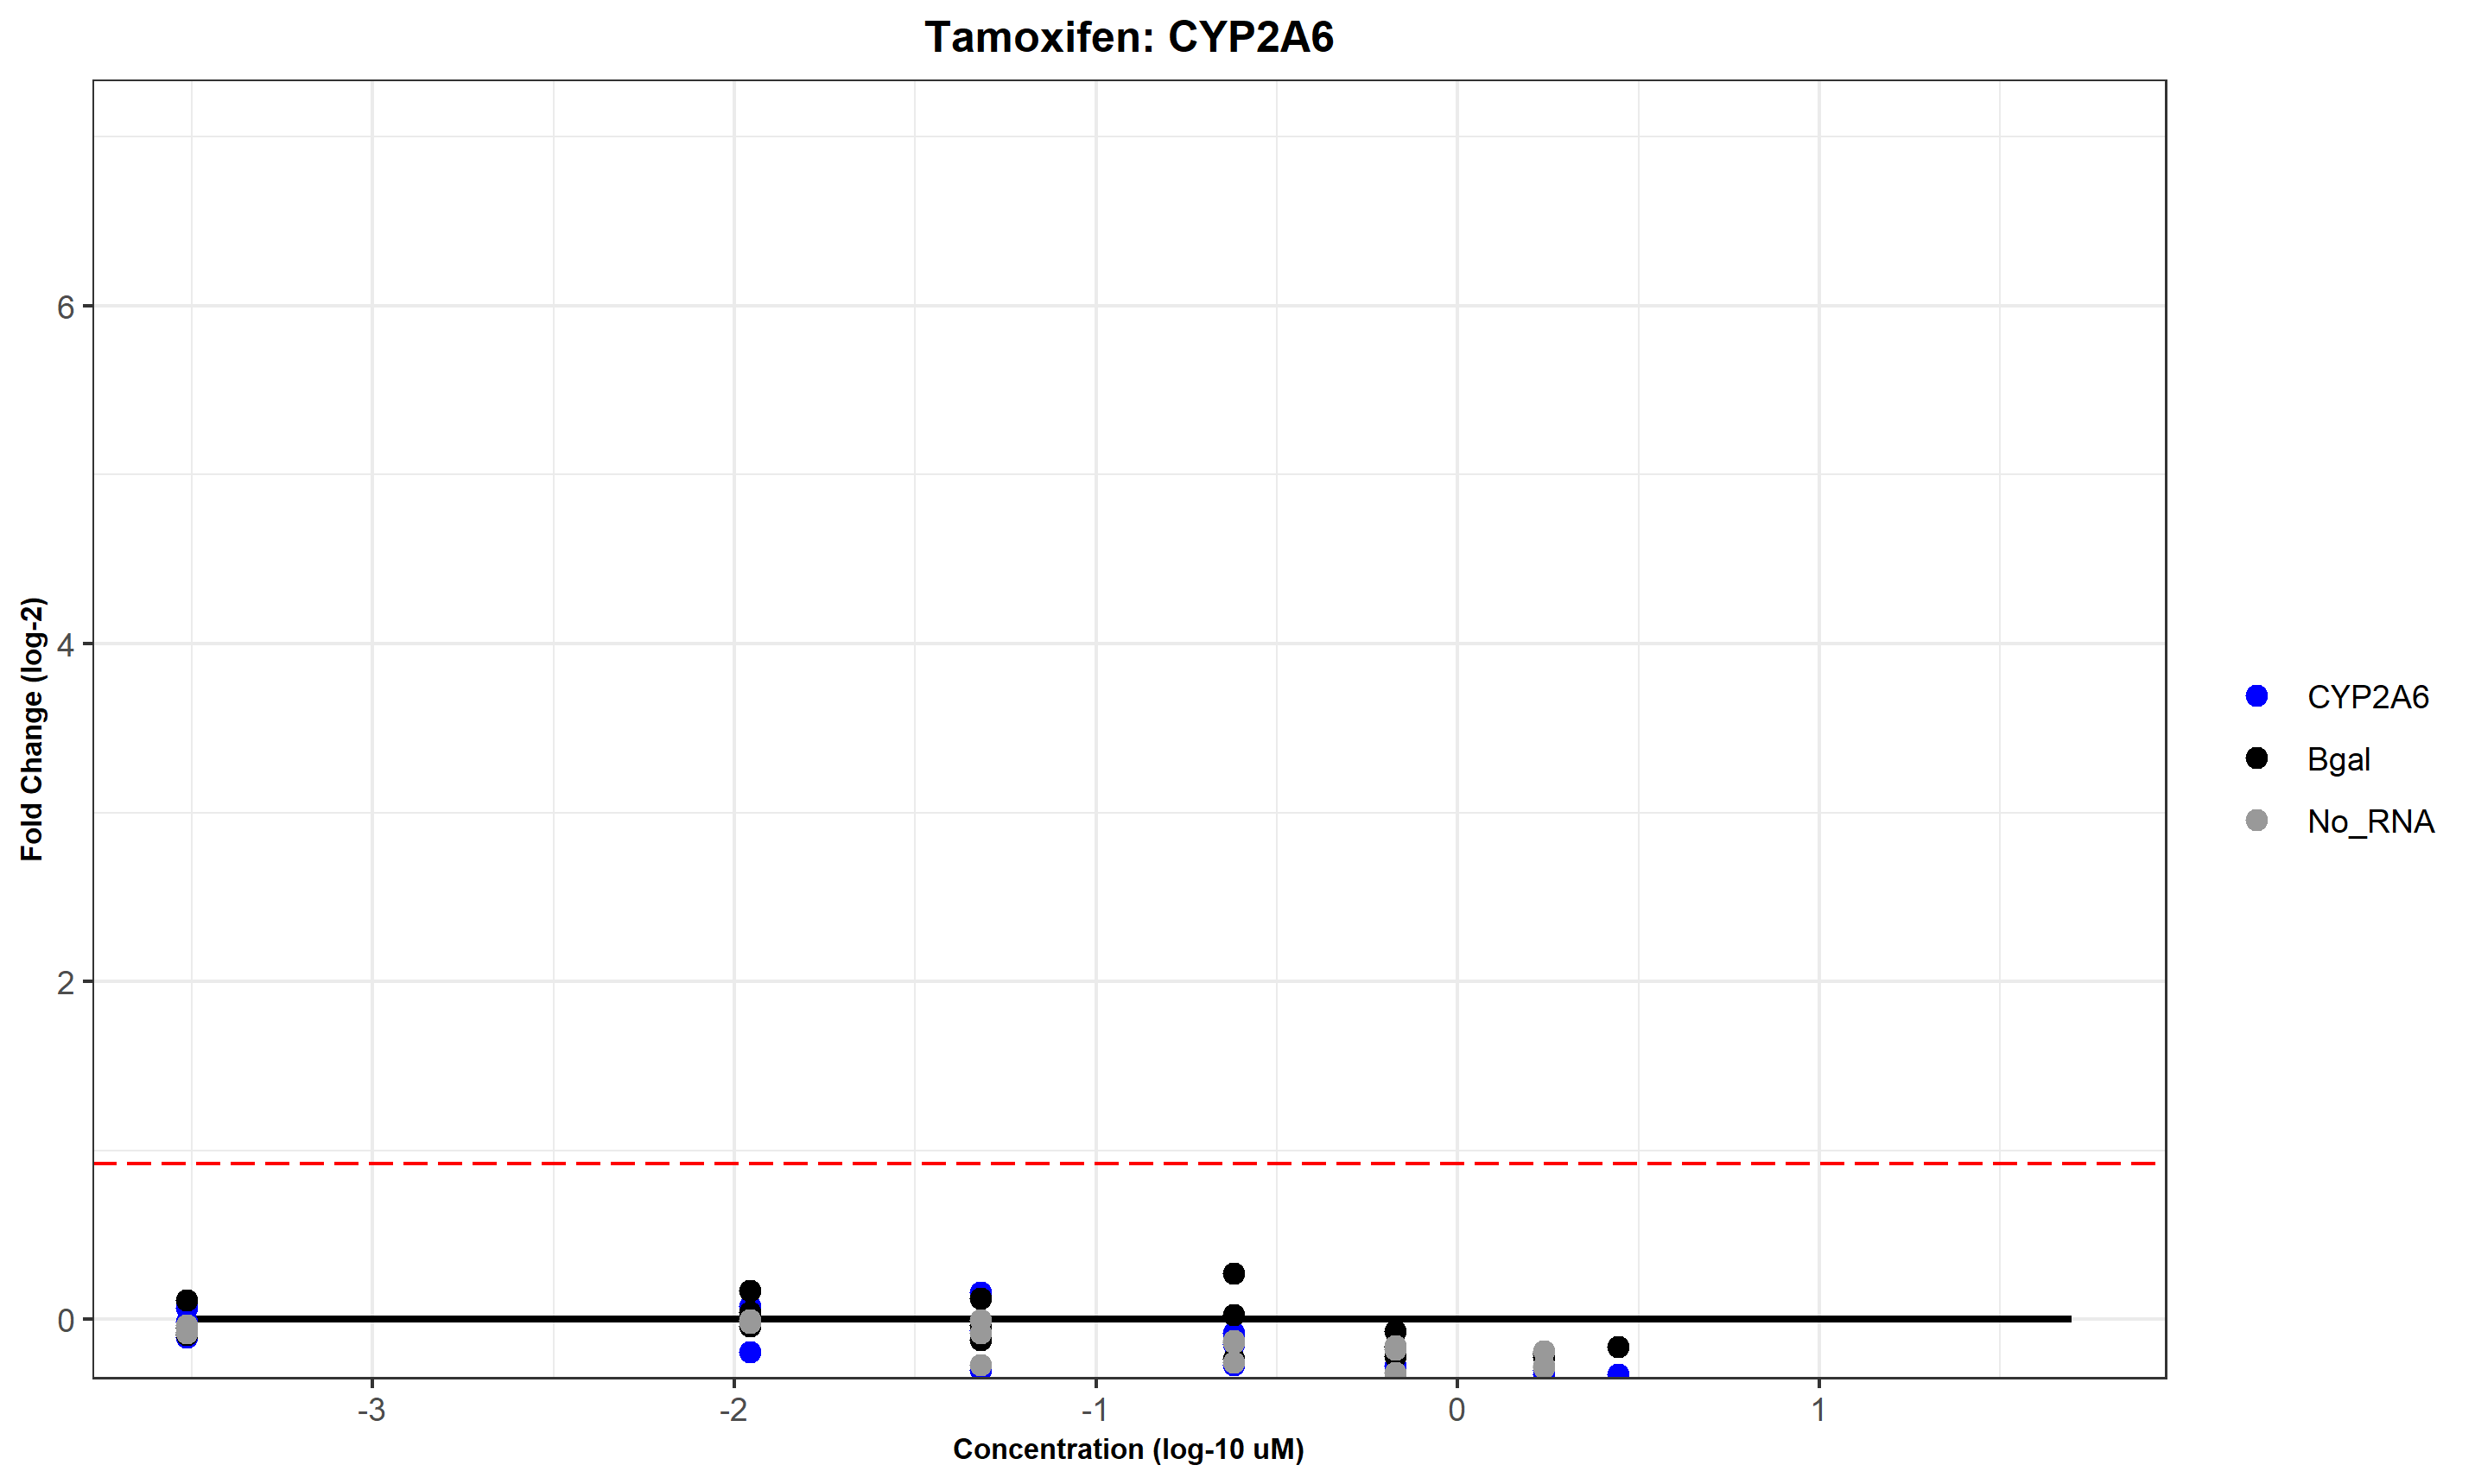 Tamoxifen: CYP2A6
Fold Change (log-2)
6
4
2
0
-3
-2
-1
0
1
Concentration (log-10 uM)
CYP2A6
Bgal
No_RNA